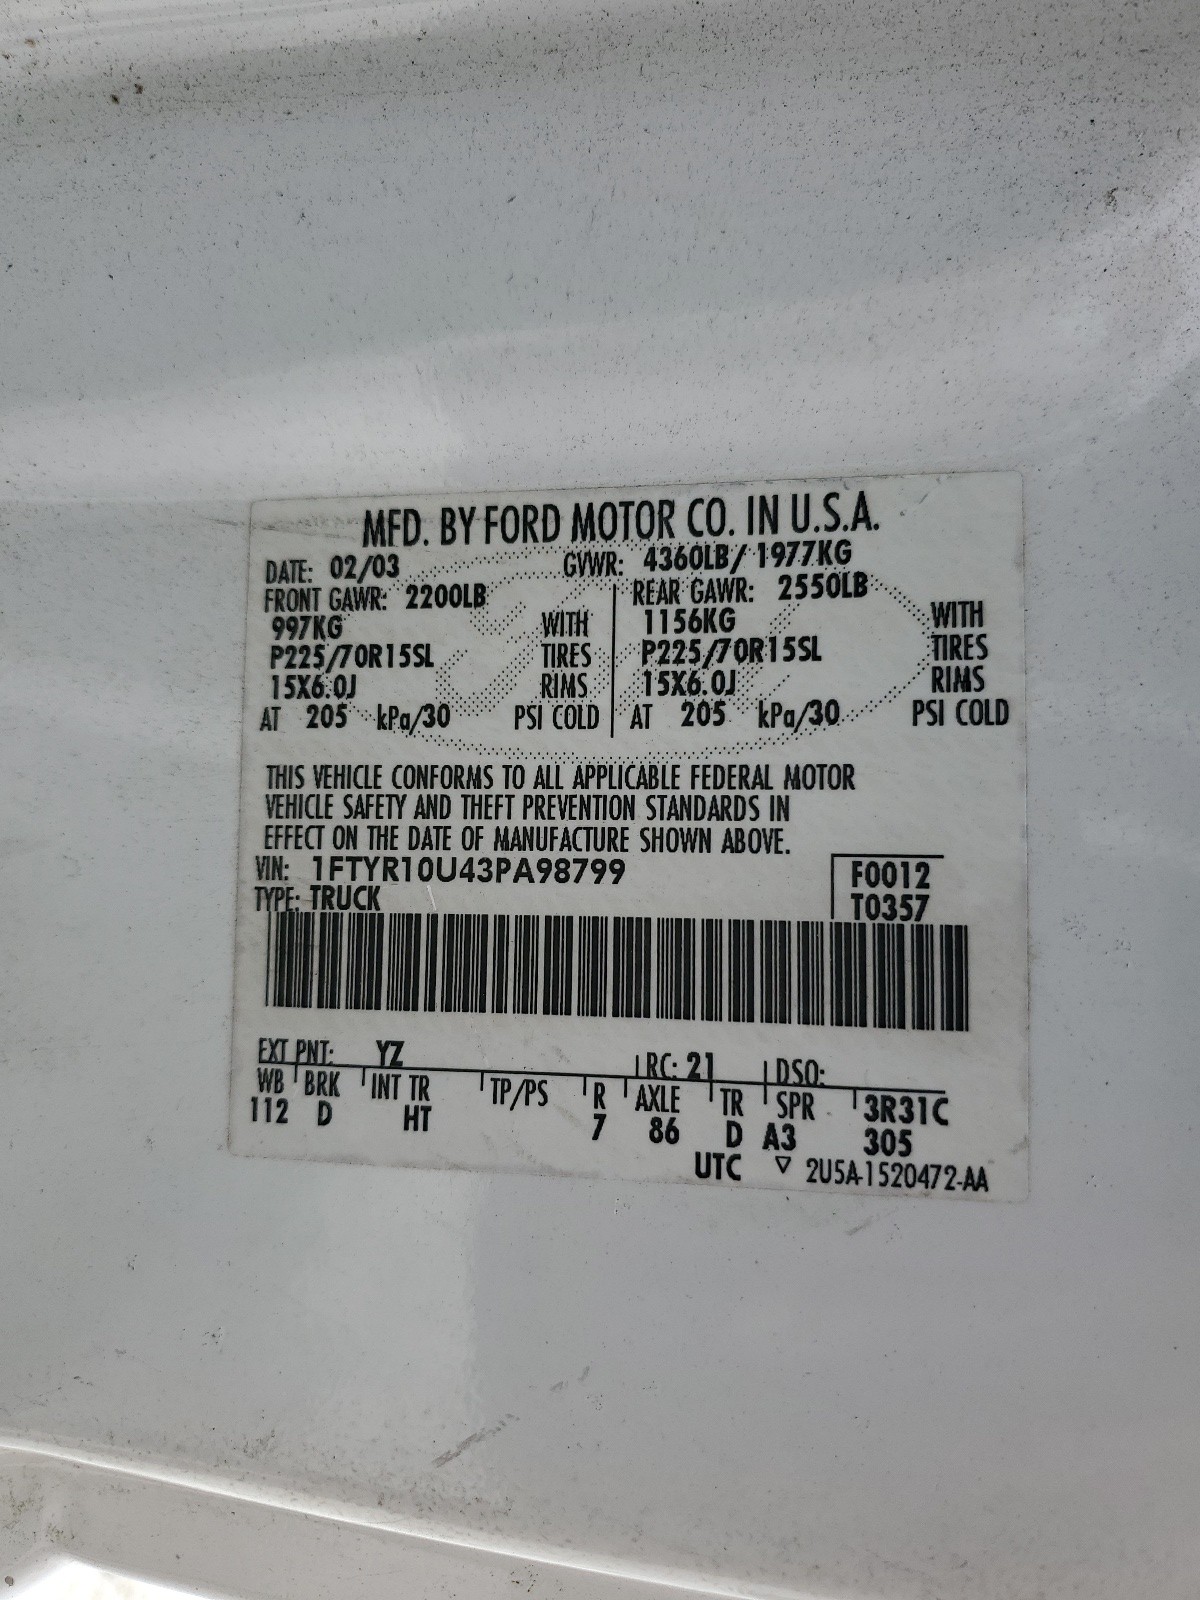 MFD. BY FORD MOTOR CO. IN U.S.A.
DATE: 02/03 GVWR: 4360LB/ 1977KG
FRONT GAWR: 2200LB REAR GAWR: 2550LB
997KG WITH 1156KG WITH
P225/70R15SL TIRES P225/70R15SL TIRES
15X6.0J RIMS 15X6.0J RIMS
AT 205 kPa/30 PSI COLD AT 205 kPa/30 PSI COLD
THIS VEHICLE CONFORMS TO ALL APPLICABLE FEDERAL MOTOR
VEHICLE SAFETY AND THEFT PREVENTION STANDARDS IN
EFFECT ON THE DATE OF MANUFACTURE SHOWN ABOVE.
VIN: 1FTYR10U43PA98799 F0012
TYPE: TRUCK T0357
EXT PNT: YZ RC: 21 DSO:
WB BRK INT TR TP/PS R AXLE TR SPR 3R31C
112 D HT 7 86 D A3 305
UTC ▽ 2U5A-1520472-AA